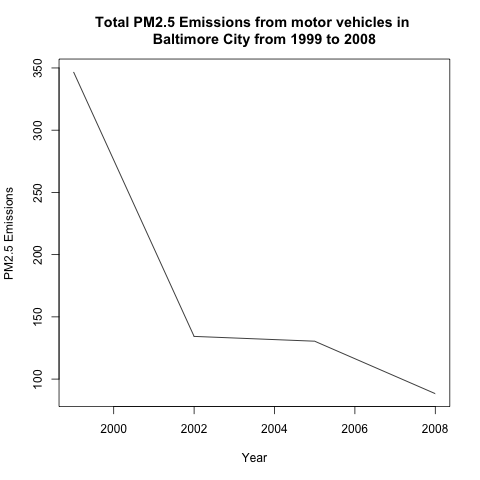 Total PM2.5 Emissions from motor vehicles in
Baltimore City from 1999 to 2008
PM2.5 Emissions
350
300
250
200
150
100
2000 2002 2004 2006 2008
Year